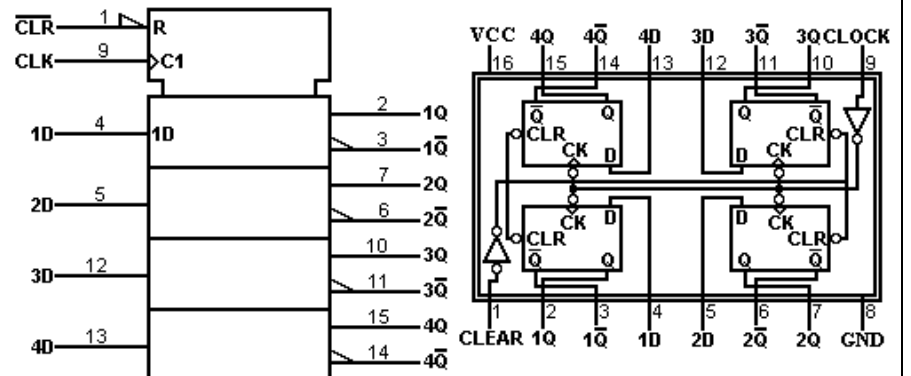 C̅L̅R̅ 1 R
CLK 9 C1
1D 4 1D
2 1Q
3 1Q̅
2D 5
7 2Q
6 2Q̅
3D 12
10 3Q
11 3Q̅
4D 13
15 4Q
14 4Q̅
VCC 4Q 4Q̅ 4D 3D 3Q̅ 3Q CLOCK
16 15 14 13 12 11 10 9
Q̅ Q Q Q̅
CLR CLR
CK D D CK
CK D D CK
CLR CLR
Q̅ Q Q Q̅
1 2 3 4 5 6 7 8
CLEAR 1Q 1Q̅ 1D 2D 2Q̅ 2Q GND